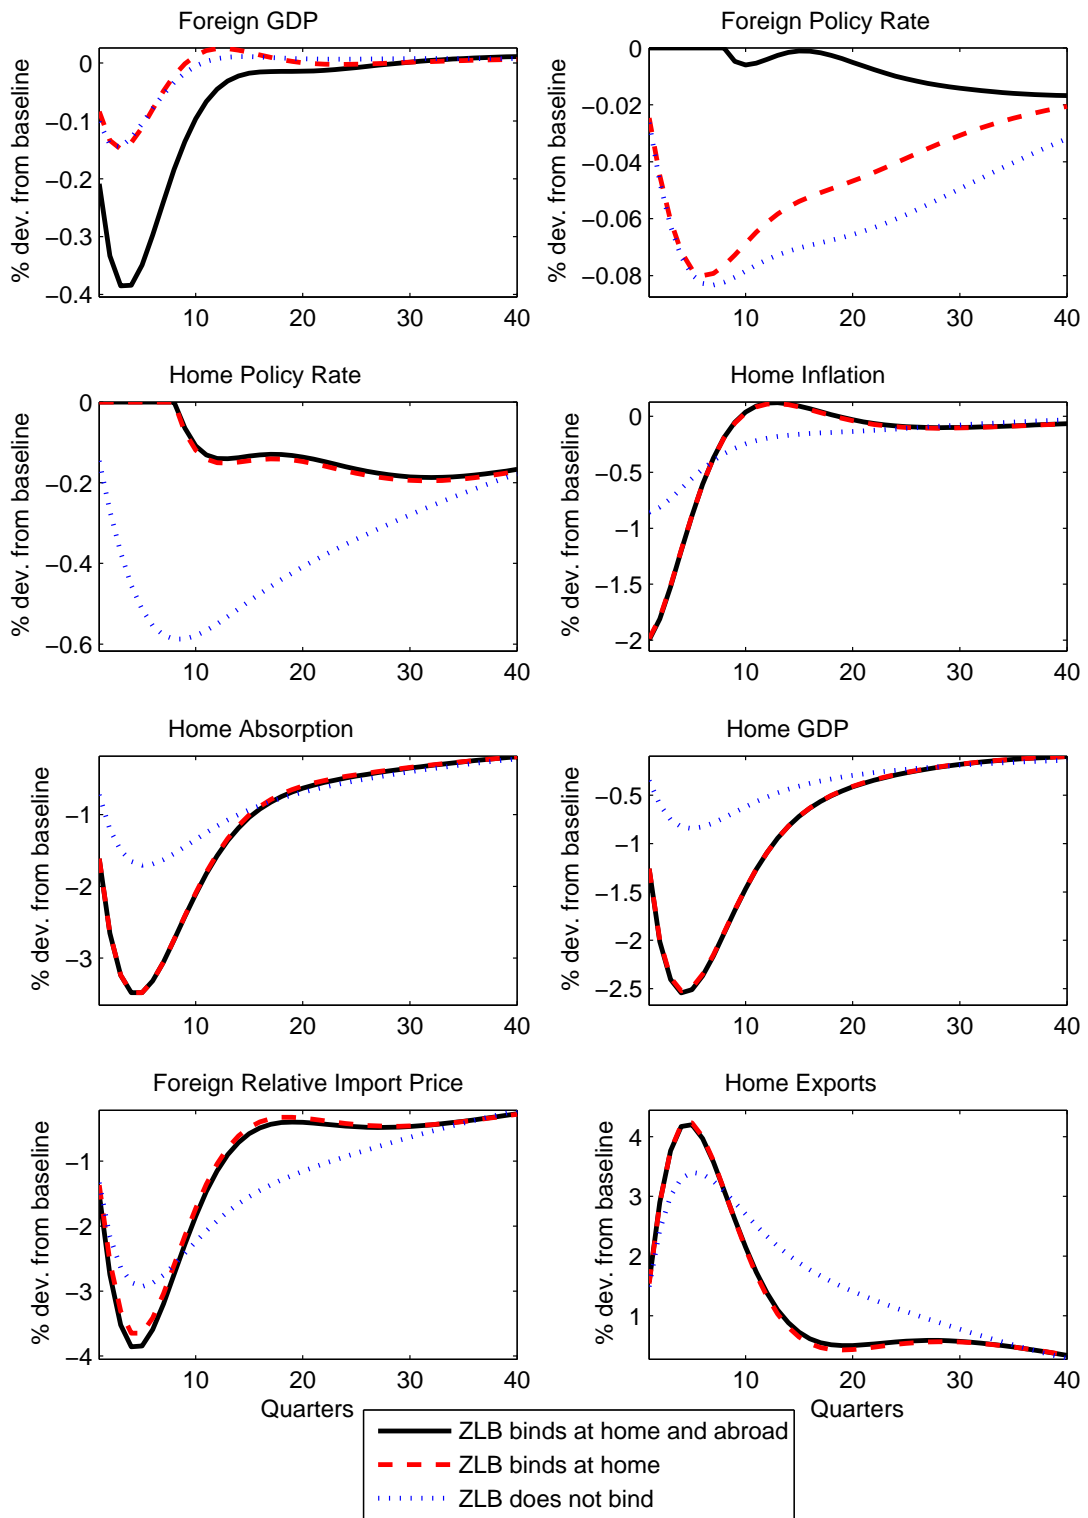 Foreign GDP
% dev. from baseline
0
−0.1
−0.2
−0.3
−0.4
10 20 30 40
Foreign Policy Rate
% dev. from baseline
0
−0.02
−0.04
−0.06
−0.08
10 20 30 40
Home Policy Rate
% dev. from baseline
0
−0.2
−0.4
−0.6
10 20 30 40
Home Inflation
% dev. from baseline
0
−0.5
−1
−1.5
−2
10 20 30 40
Home Absorption
% dev. from baseline
−1
−2
−3
10 20 30 40
Home GDP
% dev. from baseline
−0.5
−1
−1.5
−2
−2.5
10 20 30 40
Foreign Relative Import Price
% dev. from baseline
−1
−2
−3
−4
10 20 30 40
Quarters
Home Exports
% dev. from baseline
4
3
2
1
10 20 30 40
Quarters
ZLB binds at home and abroad
ZLB binds at home
ZLB does not bind